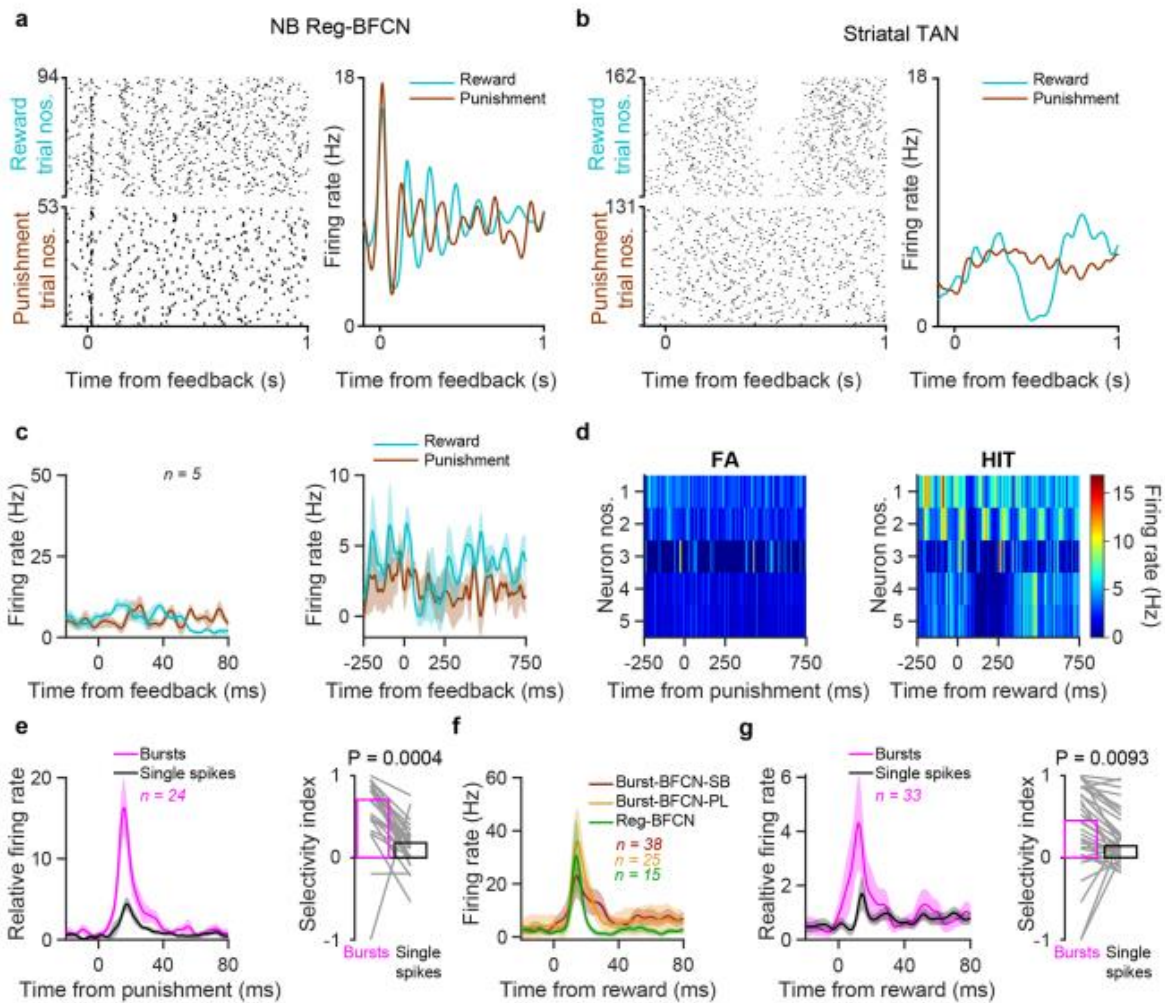 a
NB Reg-BFCN
94
Reward
trial nos.
53
Punishment
trial nos.
0
1
Time from feedback (s)
18
Firing rate (Hz)
0
Reward
Punishment
0
1
Time from feedback (s)
b
Striatal TAN
162
Reward
trial nos.
131
Punishment
trial nos.
0
1
Time from feedback (s)
18
Firing rate (Hz)
0
Reward
Punishment
0
1
Time from feedback (s)
c
50
25
0
Firing rate (Hz)
n = 5
0
40
80
Time from feedback (ms)
Reward
Punishment
10
5
0
Firing rate (Hz)
-250
0
250
750
Time from feedback (ms)
d
FA
Neuron nos.
1
2
3
4
5
-250
0
250
750
Time from punishment (ms)
HIT
Neuron nos.
1
2
3
4
5
-250
0
250
750
Time from reward (ms)
15
10
5
0
Firing rate (Hz)
e
Bursts
Single spikes
n = 24
20
15
10
5
0
Relative firing rate
0
40
80
Time from punishment (ms)
P = 0.0004
1
0
-1
Selectivity index
Bursts
Single
spikes
f
Burst-BFCN-SB
Burst-BFCN-PL
Reg-BFCN
n = 38
n = 25
n = 15
60
40
20
0
Firing rate (Hz)
0
40
80
Time from reward (ms)
g
Bursts
Single spikes
n = 33
6
4
2
0
Realtive firing rate
0
40
80
Time from reward (ms)
P = 0.0093
1
0
-1
Selectivity index
Bursts
Single
spikes